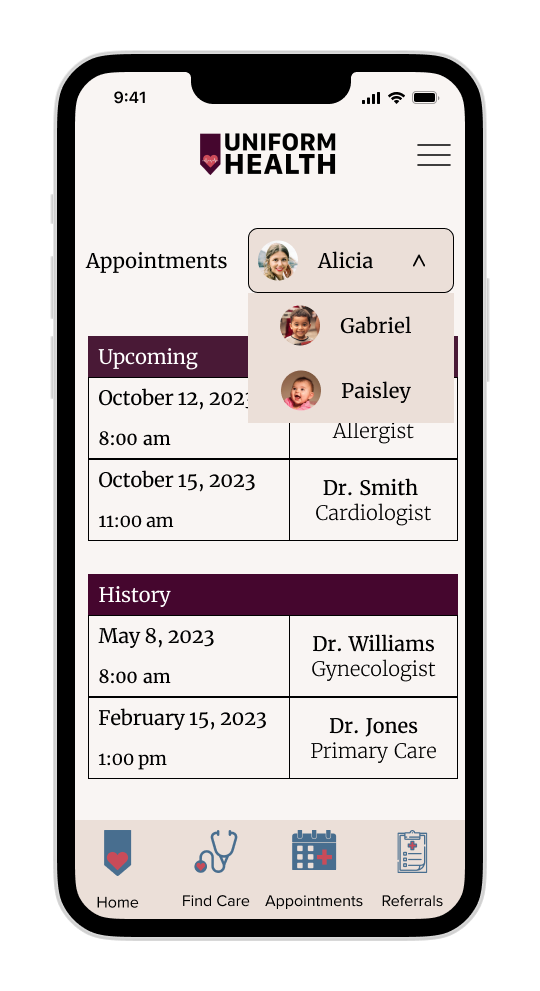 9:41
UNIFORM
HEALTH
Appointments
Alicia
Gabriel
Paisley
Upcoming
October 12, 2023
8:00 am
Allergist
October 15, 2023
11:00 am
Dr. Smith
Cardiologist
History
May 8, 2023
8:00 am
Dr. Williams
Gynecologist
February 15, 2023
1:00 pm
Dr. Jones
Primary Care
Home
Find Care
Appointments
Referrals